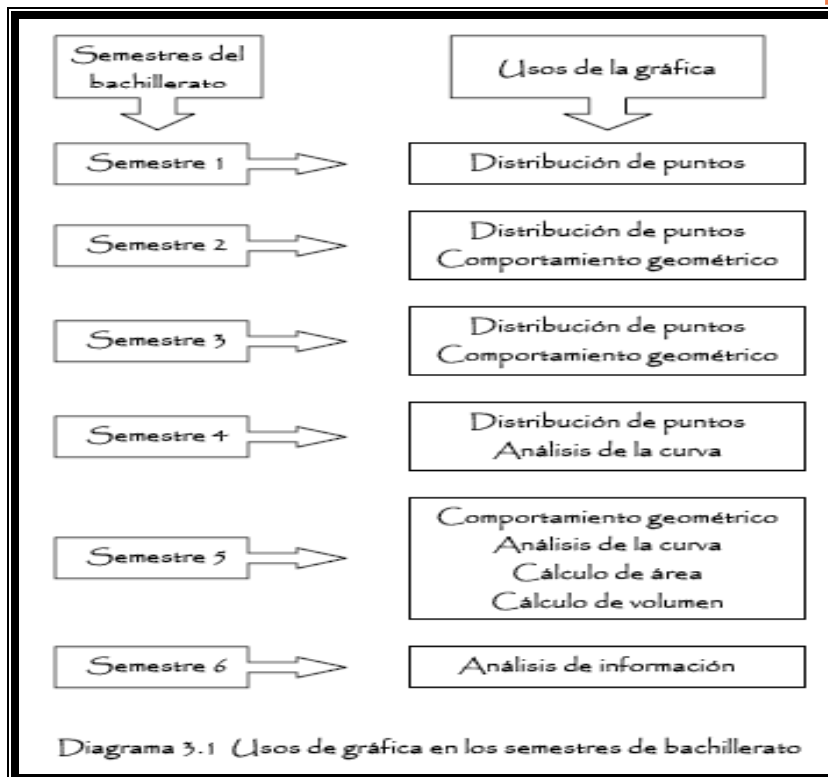 Semestres del
bachillerato
Usos de la gráfica
Semestre 1
Distribución de puntos
Semestre 2
Distribución de puntos
Comportamiento geométrico
Semestre 3
Distribución de puntos
Comportamiento geométrico
Semestre 4
Distribución de puntos
Análisis de la curva
Semestre 5
Comportamiento geométrico
Análisis de la curva
Cálculo de área
Cálculo de volumen
Semestre 6
Análisis de información
Diagrama 3.1 Usos de gráfica en los semestres de bachillerato